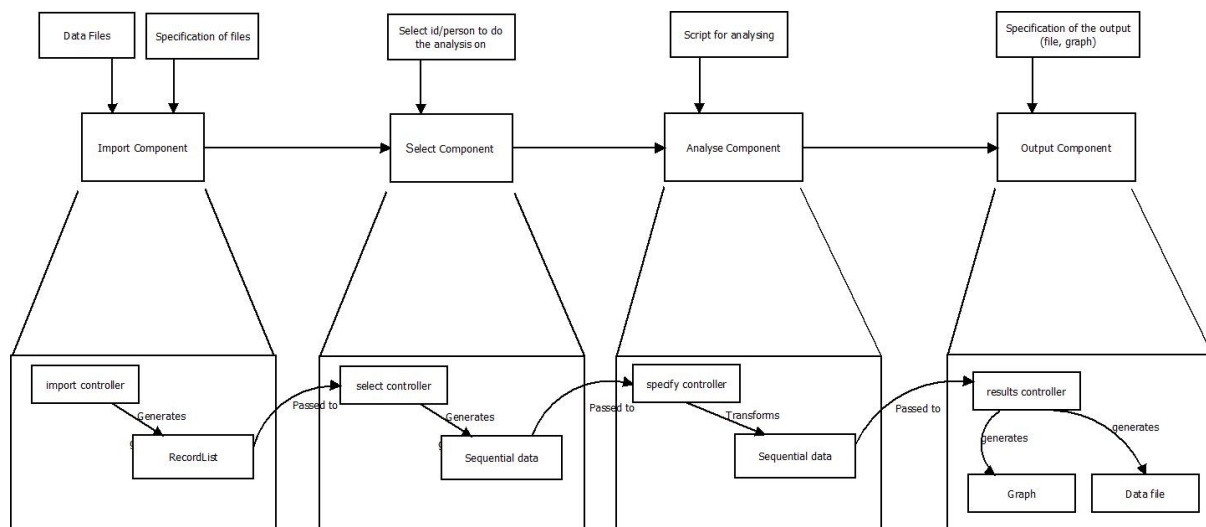 Data Files
Specification of files
Select id/person to do
the analysis on
Script for analysing
Specification of the output
(file, graph)
Import Component
Select Component
Analyse Component
Output Component
import controller
Generates
RecordList
Passed to
select controller
Generates
Sequential data
Passed to
specify controller
Transforms
Sequential data
Passed to
results controller
generates
generates
Graph
Data file